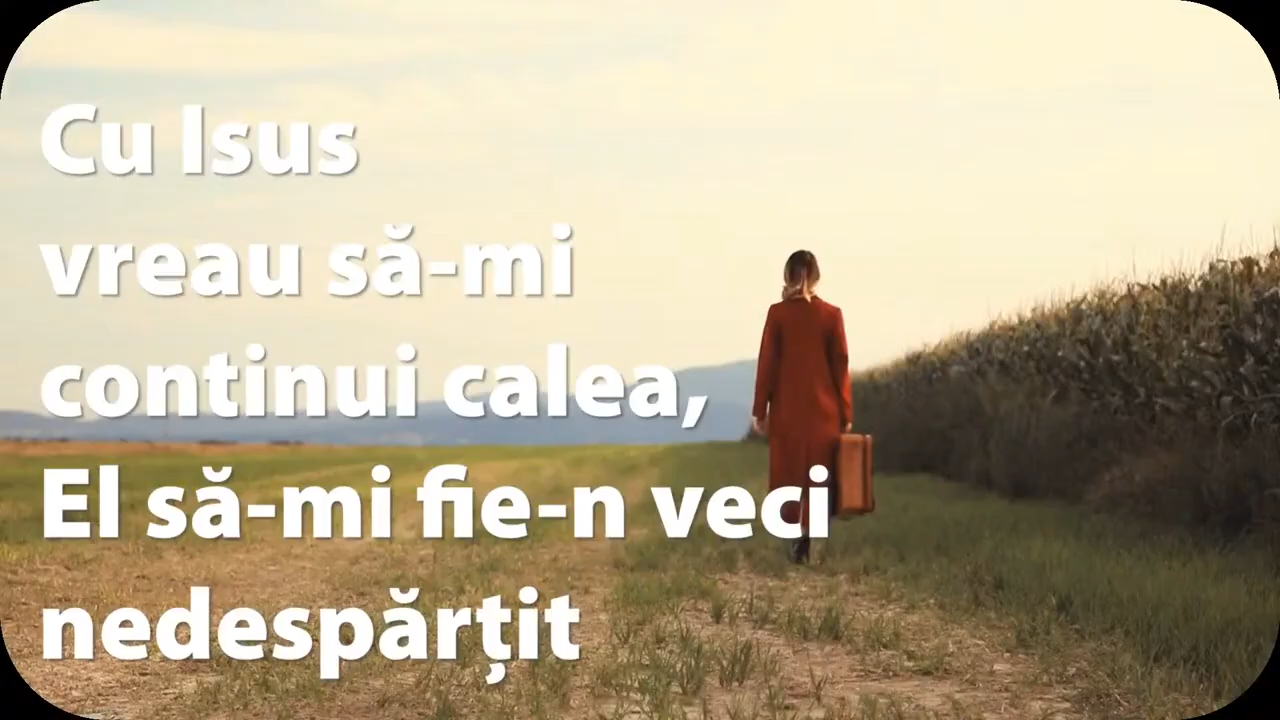 Cu Isus
vreau să-mi
continui calea,
El să-mi fie-n veci
nedespărțit